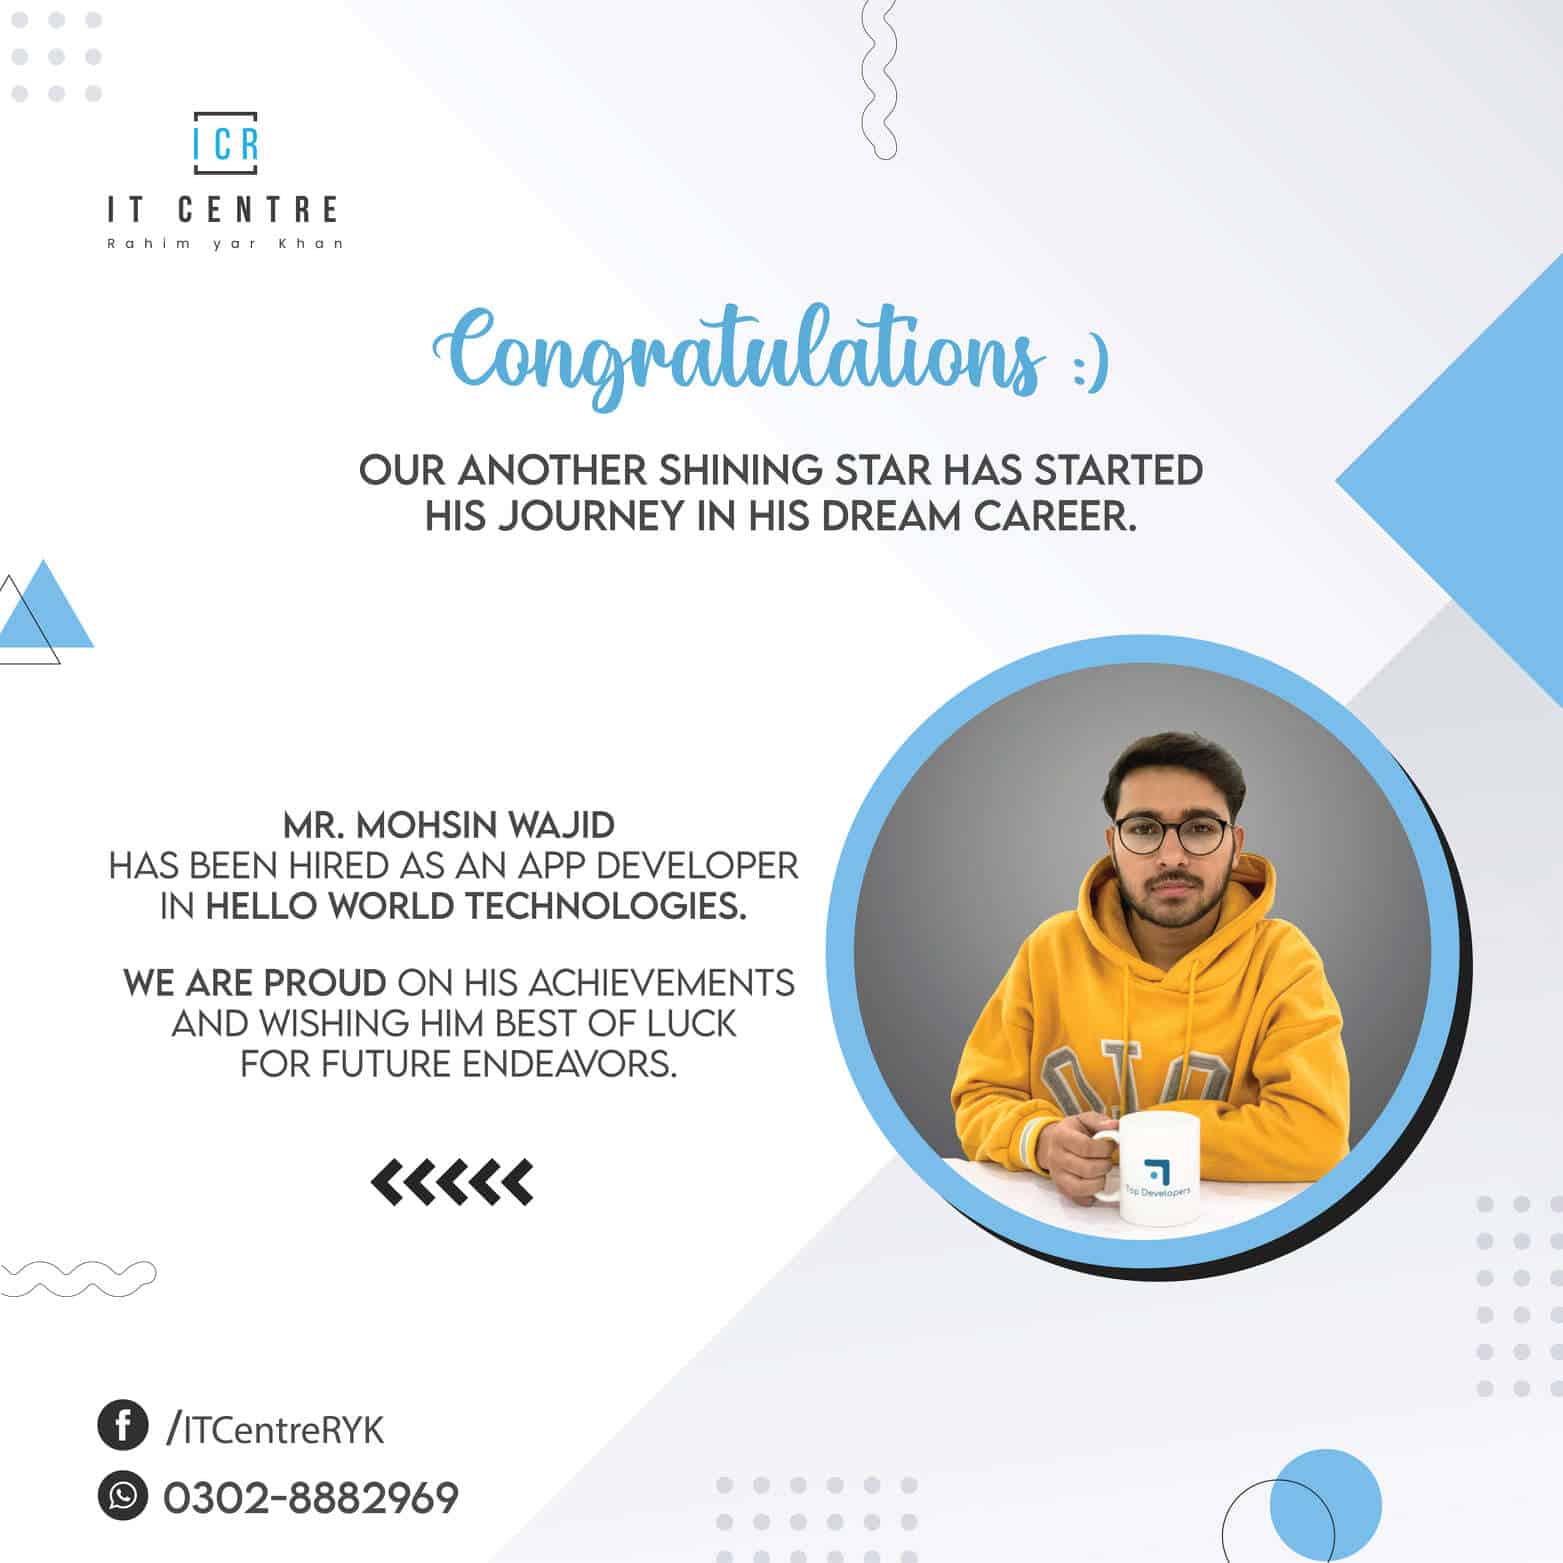 ICR
IT CENTRE
Rahim yar Khan
Congratulations :)
OUR ANOTHER SHINING STAR HAS STARTED
HIS JOURNEY IN HIS DREAM CAREER.
MR. MOHSIN WAJID
HAS BEEN HIRED AS AN APP DEVELOPER
IN HELLO WORLD TECHNOLOGIES.
WE ARE PROUD ON HIS ACHIEVEMENTS
AND WISHING HIM BEST OF LUCK
FOR FUTURE ENDEAVORS.
Top Developers
/ITCentreRYK
0302-8882969